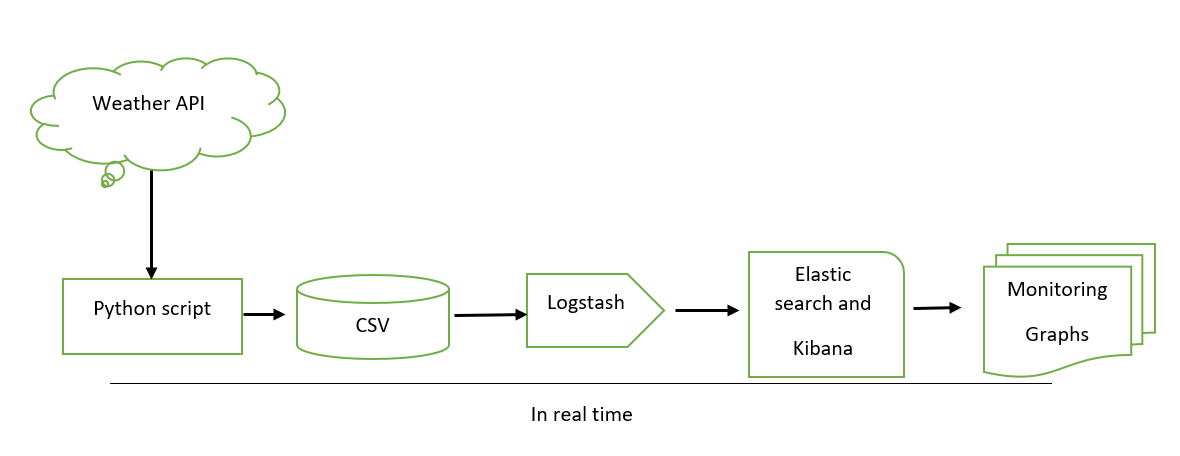 Weather API
Python script
CSV
Logstash
Elastic
search and
Kibana
Monitoring
Graphs
In real time